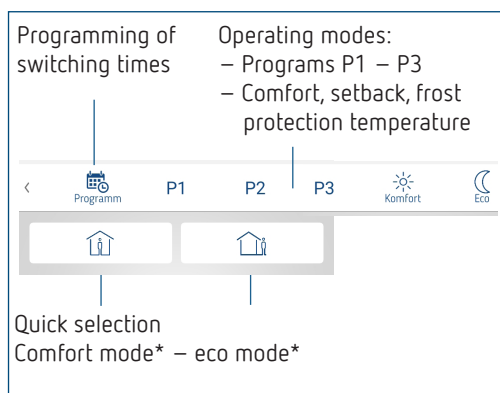 Programming of
switching times
Operating modes:
– Programs P1 – P3
– Comfort, setback, frost
protection temperature
Programm P1 P2 P3 Komfort Eco
Quick selection
Comfort mode* – eco mode*